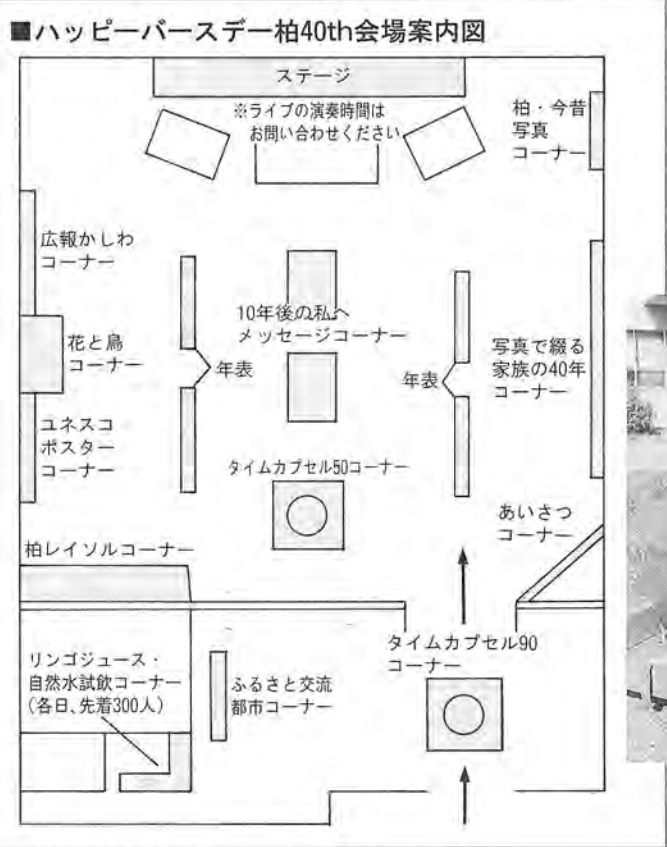 ■ハッピーバースデー柏40th会場案内図
ステージ
※ライブの演奏時間は
お問い合わせください
柏・今昔
写真
コーナー
広報かしわ
コーナー
10年後の私へ
メッセージコーナー
花と鳥
コーナー
年表
年表
写真で綴る
家族の40年
コーナー
ユネスコ
ポスター
コーナー
タイムカプセル50コーナー
あいさつ
コーナー
柏レイソルコーナー
タイムカプセル90
コーナー
リンゴジュース・
自然水試飲コーナー
(各日、先着300人)
ふるさと交流
都市コーナー